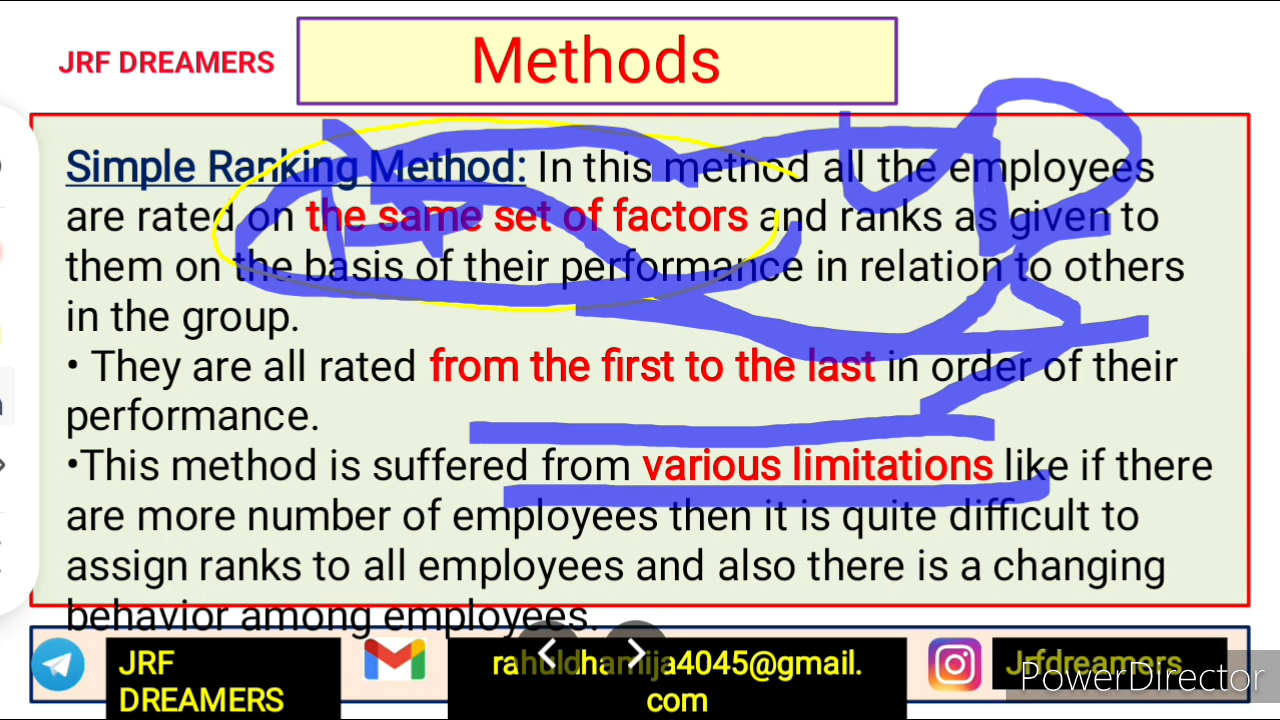 JRF DREAMERS
Methods
Simple Ranking Method: In this method all the employees
are rated on the same set of factors and ranks as given to
them on the basis of their performance in relation to others
in the group.
• They are all rated from the first to the last in order of their
performance.
•This method is suffered from various limitations like if there
are more number of employees then it is quite difficult to
assign ranks to all employees and also there is a changing
behavior among employees.
JRF
DREAMERS
rahuldhamija4045@gmail.
com
Jrfdreamers
PowerDirector